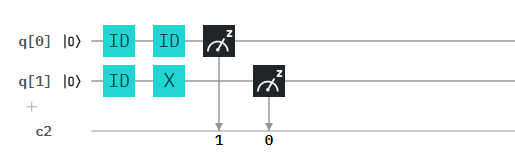 q[0] |0⟩ ID ID z
q[1] |0⟩ ID X z
+
c2
1 0